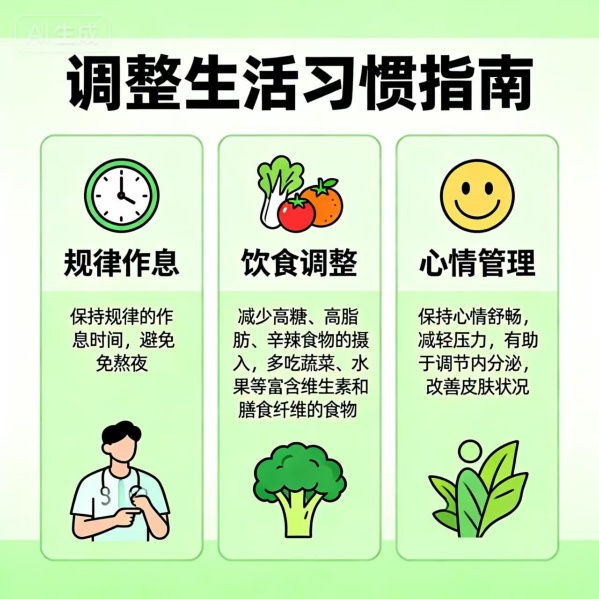 AI生成
调整生活习惯指南
规律作息
保持规律的作
息时间，避免
免熬夜
饮食调整
减少高糖、高脂
肪、辛辣食物的摄
入，多吃蔬菜、水
果等富含维生素和
膳食纤维的食物
心情管理
保持心情舒畅，
减轻压力，有助
于调节内分泌，
改善皮肤状况